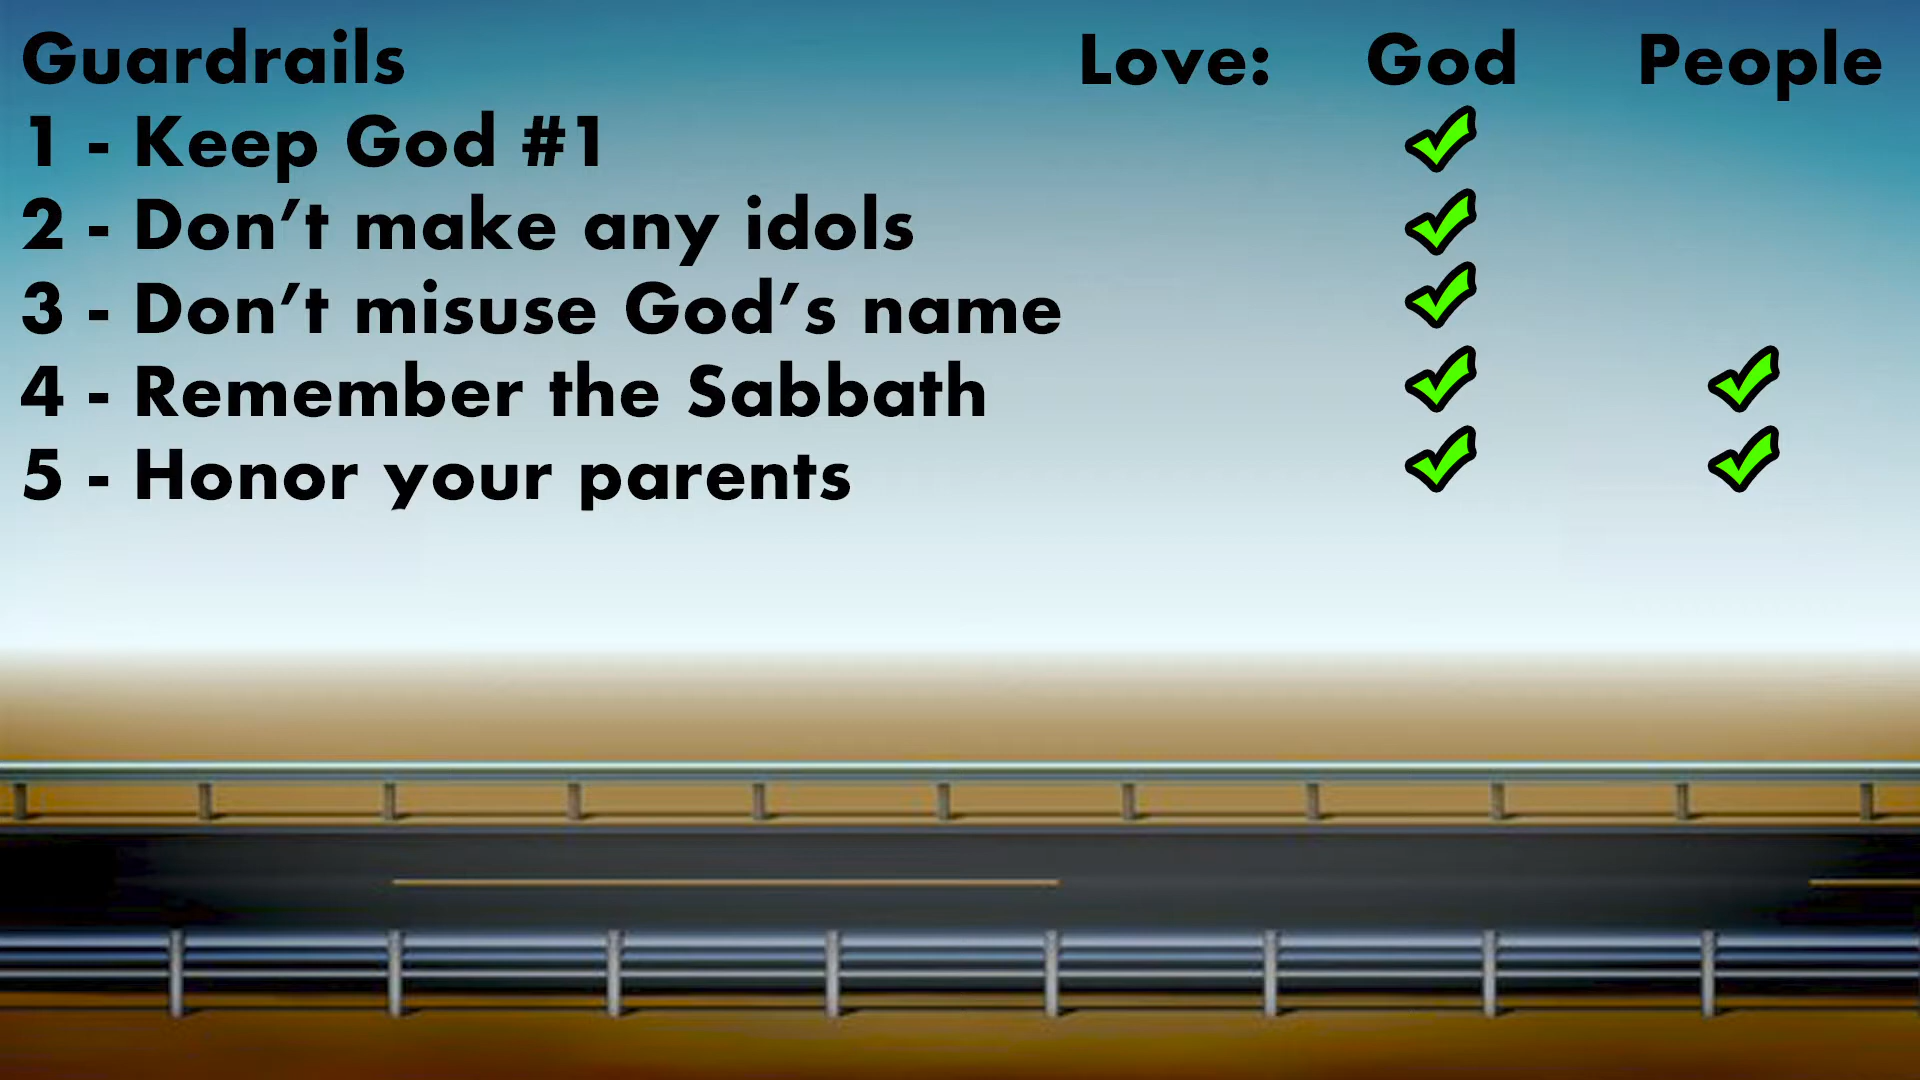 Guardrails Love: God People
1 - Keep God #1
2 - Don’t make any idols
3 - Don’t misuse God’s name
4 - Remember the Sabbath
5 - Honor your parents